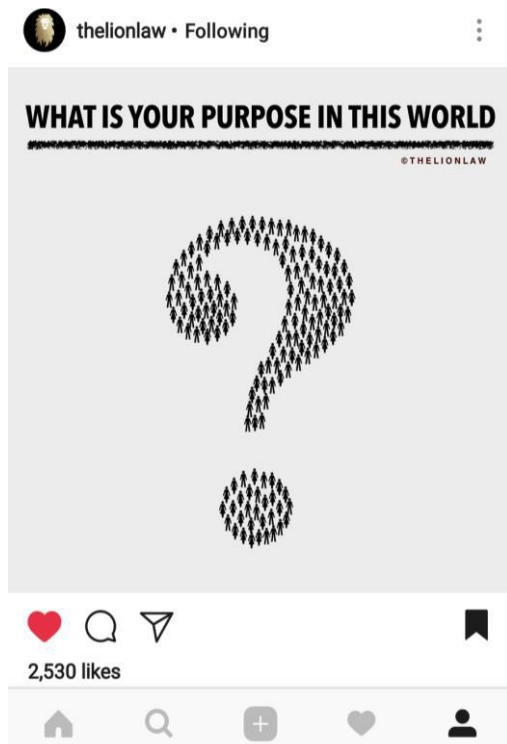 thelionlaw • Following
WHAT IS YOUR PURPOSE IN THIS WORLD
©THELIONLAW
2,530 likes